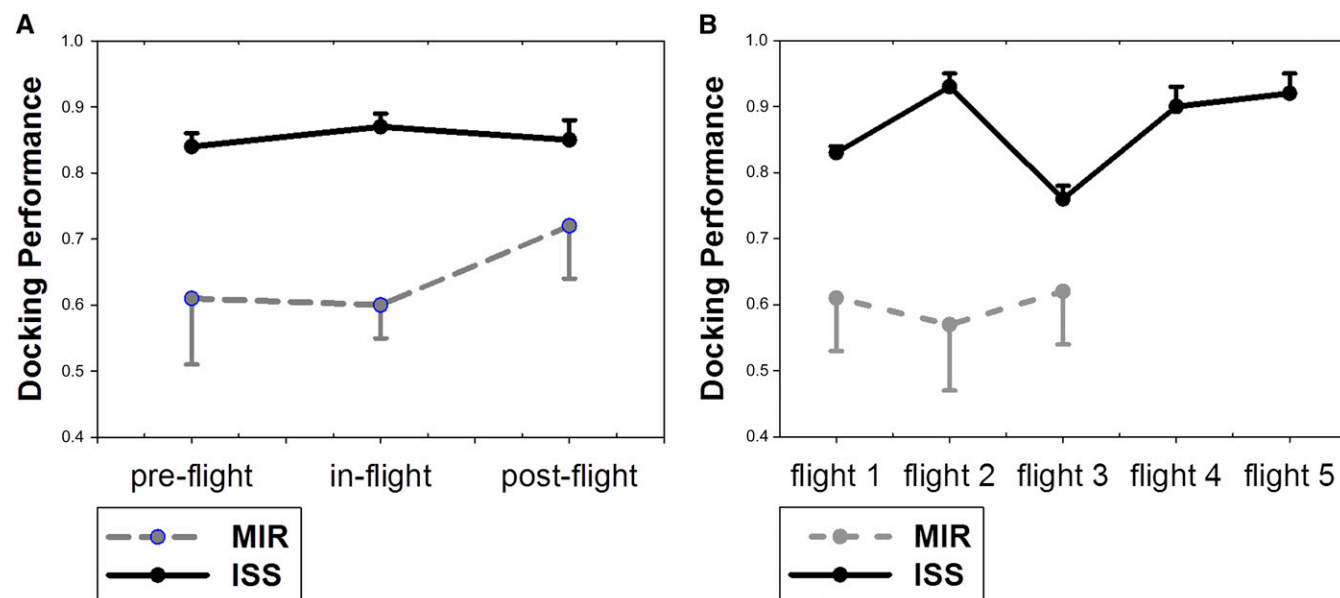 A
Docking Performance
1.0
0.9
0.8
0.7
0.6
0.5
0.4
pre-flight in-flight post-flight
MIR
ISS
B
Docking Performance
1.0
0.9
0.8
0.7
0.6
0.5
0.4
flight 1 flight 2 flight 3 flight 4 flight 5
MIR
ISS